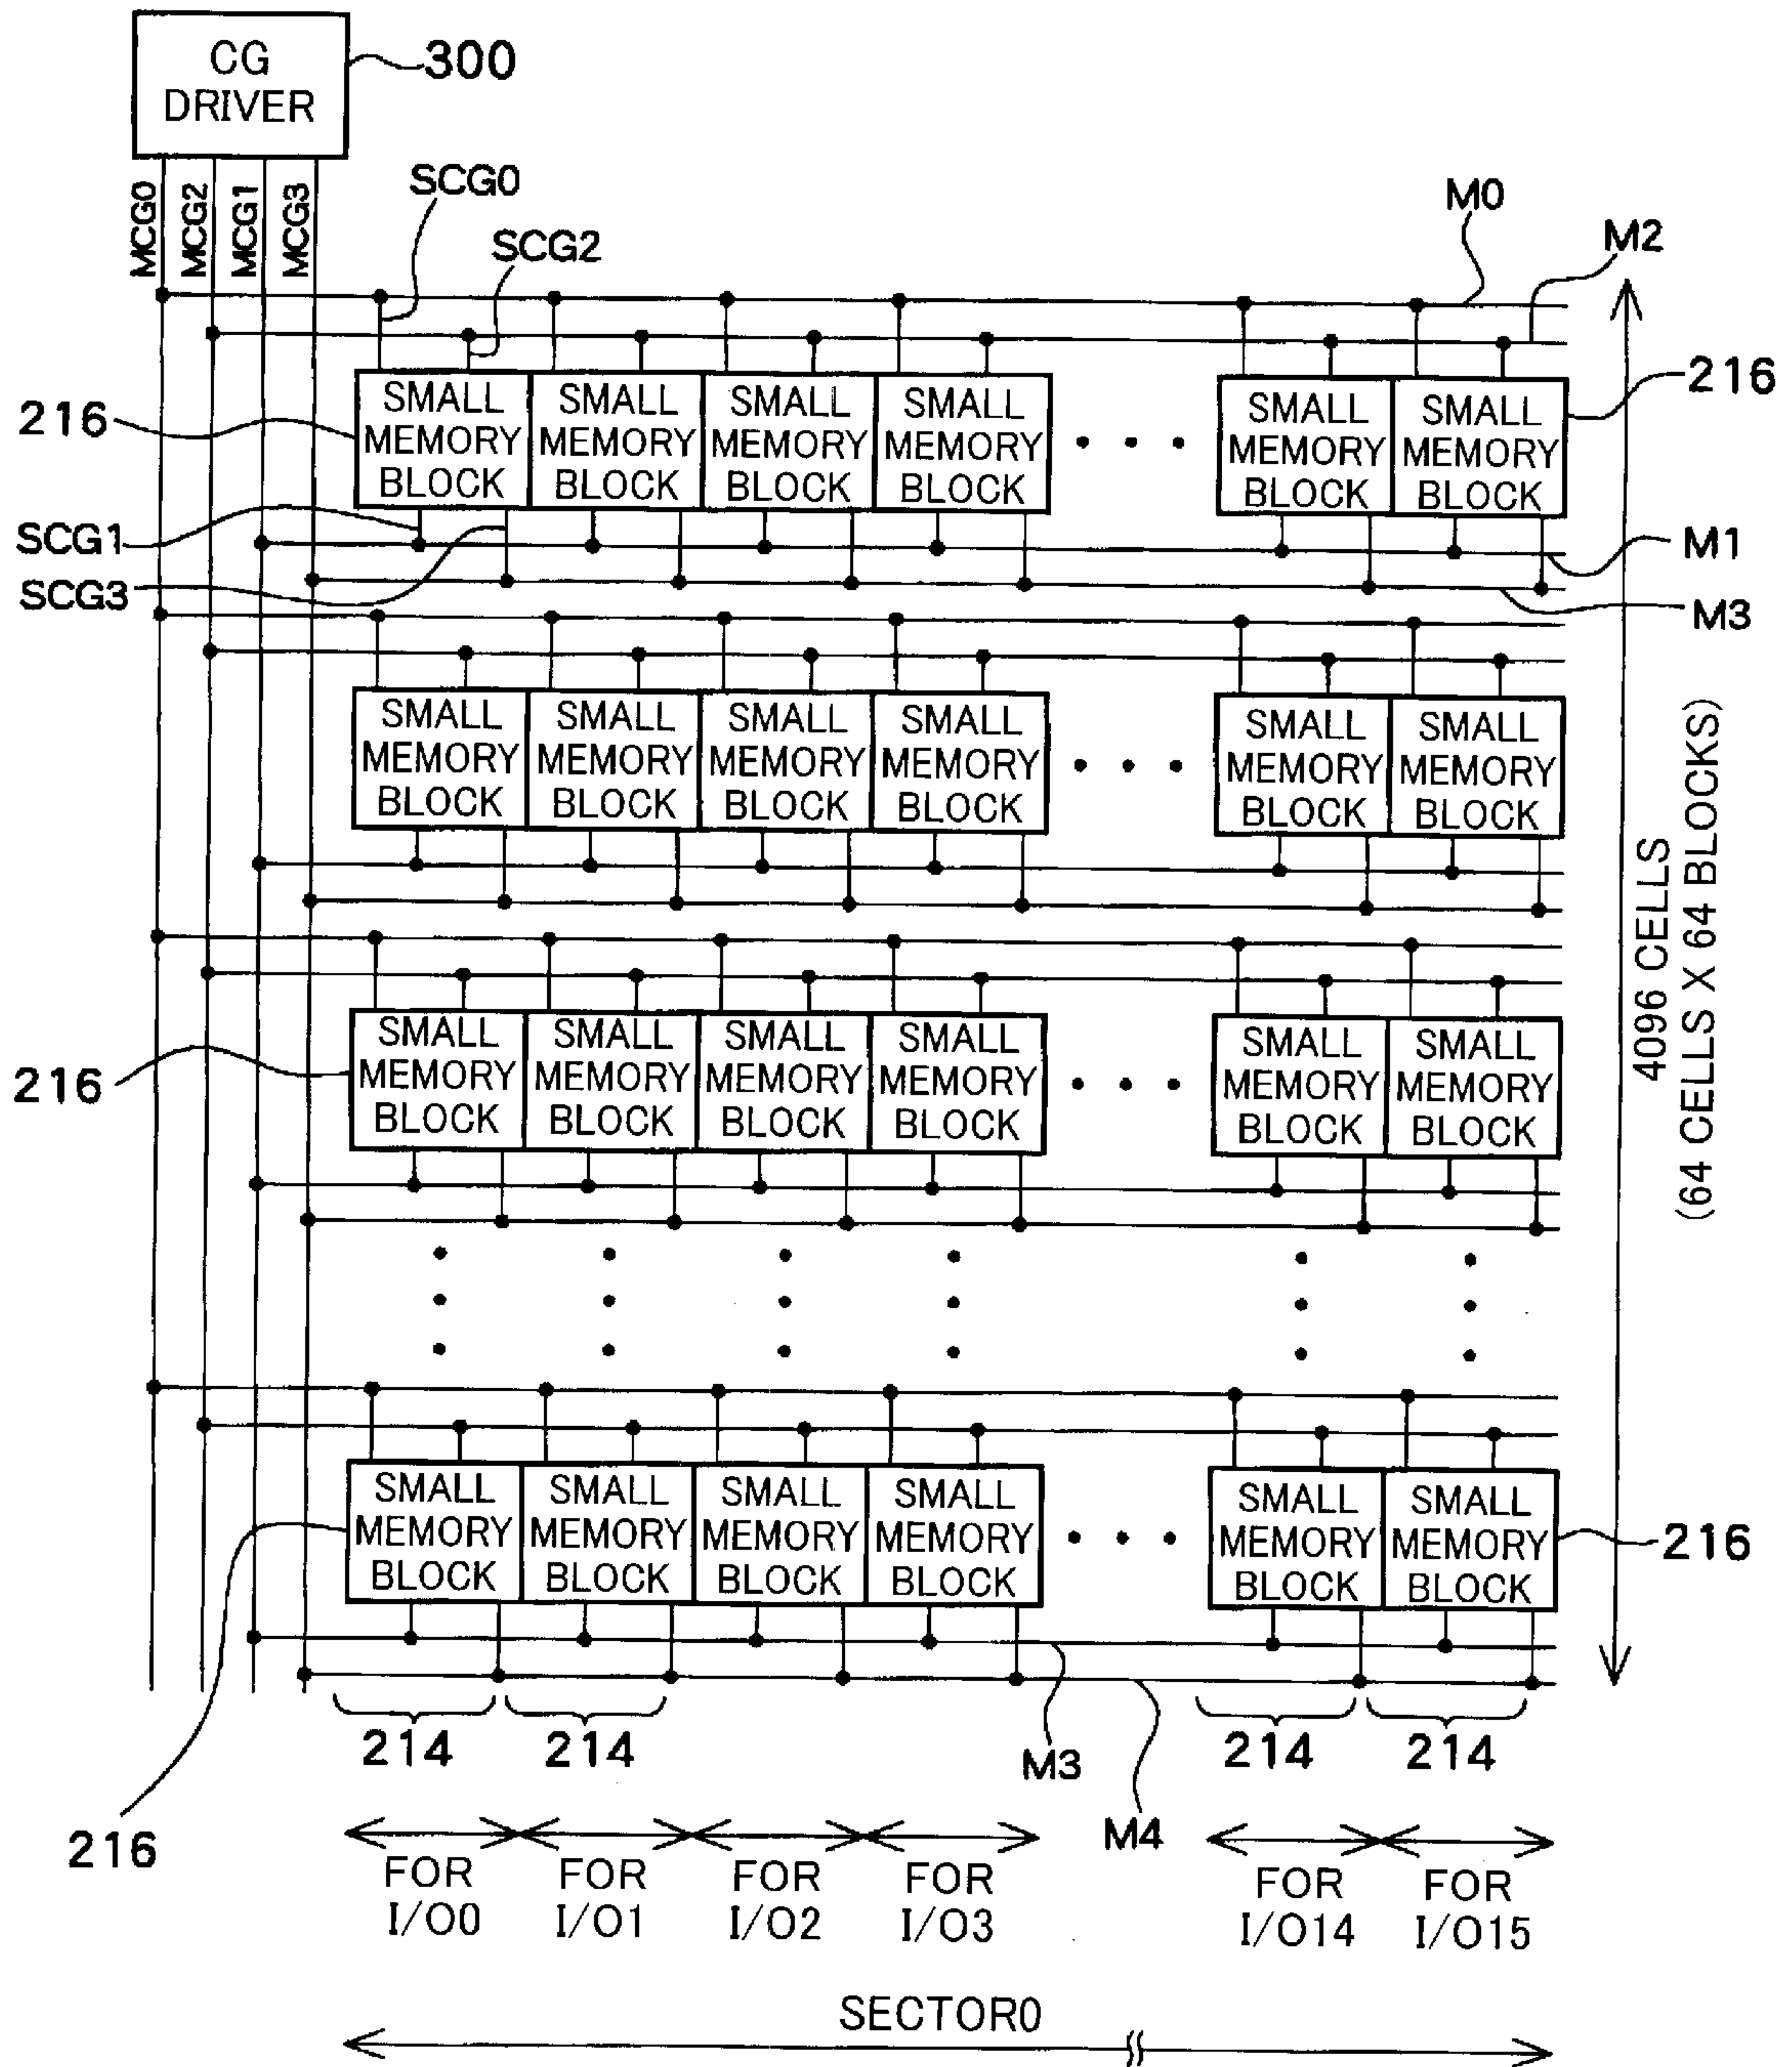 CG
DRIVER
300
MCG0
MCG2
MCG1
MCG3
SCG0
SCG2
M0
M2
216
SMALL
MEMORY
BLOCK
SMALL
MEMORY
BLOCK
SMALL
MEMORY
BLOCK
SMALL
MEMORY
BLOCK
SMALL
MEMORY
BLOCK
SMALL
MEMORY
BLOCK
216
SCG1
SCG3
M1
M3
SMALL
MEMORY
BLOCK
SMALL
MEMORY
BLOCK
SMALL
MEMORY
BLOCK
SMALL
MEMORY
BLOCK
SMALL
MEMORY
BLOCK
SMALL
MEMORY
BLOCK
4096 CELLS
(64 CELLS X 64 BLOCKS)
216
SMALL
MEMORY
BLOCK
SMALL
MEMORY
BLOCK
SMALL
MEMORY
BLOCK
SMALL
MEMORY
BLOCK
SMALL
MEMORY
BLOCK
SMALL
MEMORY
BLOCK
SMALL
MEMORY
BLOCK
SMALL
MEMORY
BLOCK
SMALL
MEMORY
BLOCK
SMALL
MEMORY
BLOCK
SMALL
MEMORY
BLOCK
SMALL
MEMORY
BLOCK
216
214
214
M3
214
214
216
M4
FOR
I/O0
FOR
I/O1
FOR
I/O2
FOR
I/O3
FOR
I/O14
FOR
I/O15
SECTOR0